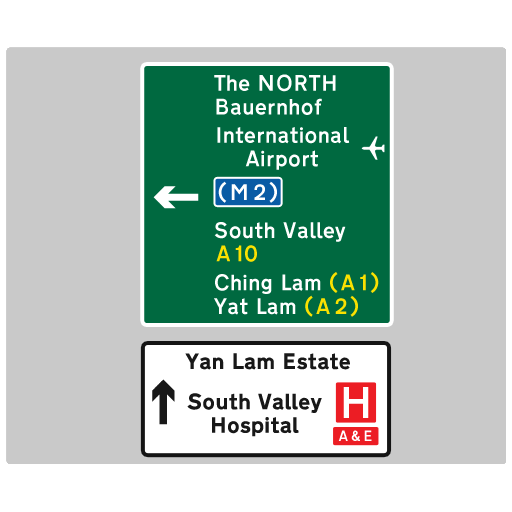 The NORTH
Bauernhof
International
Airport
(M 2)
South Valley
A 10
Ching Lam (A 1)
Yat Lam (A 2)
Yan Lam Estate
South Valley
Hospital
H
A & E